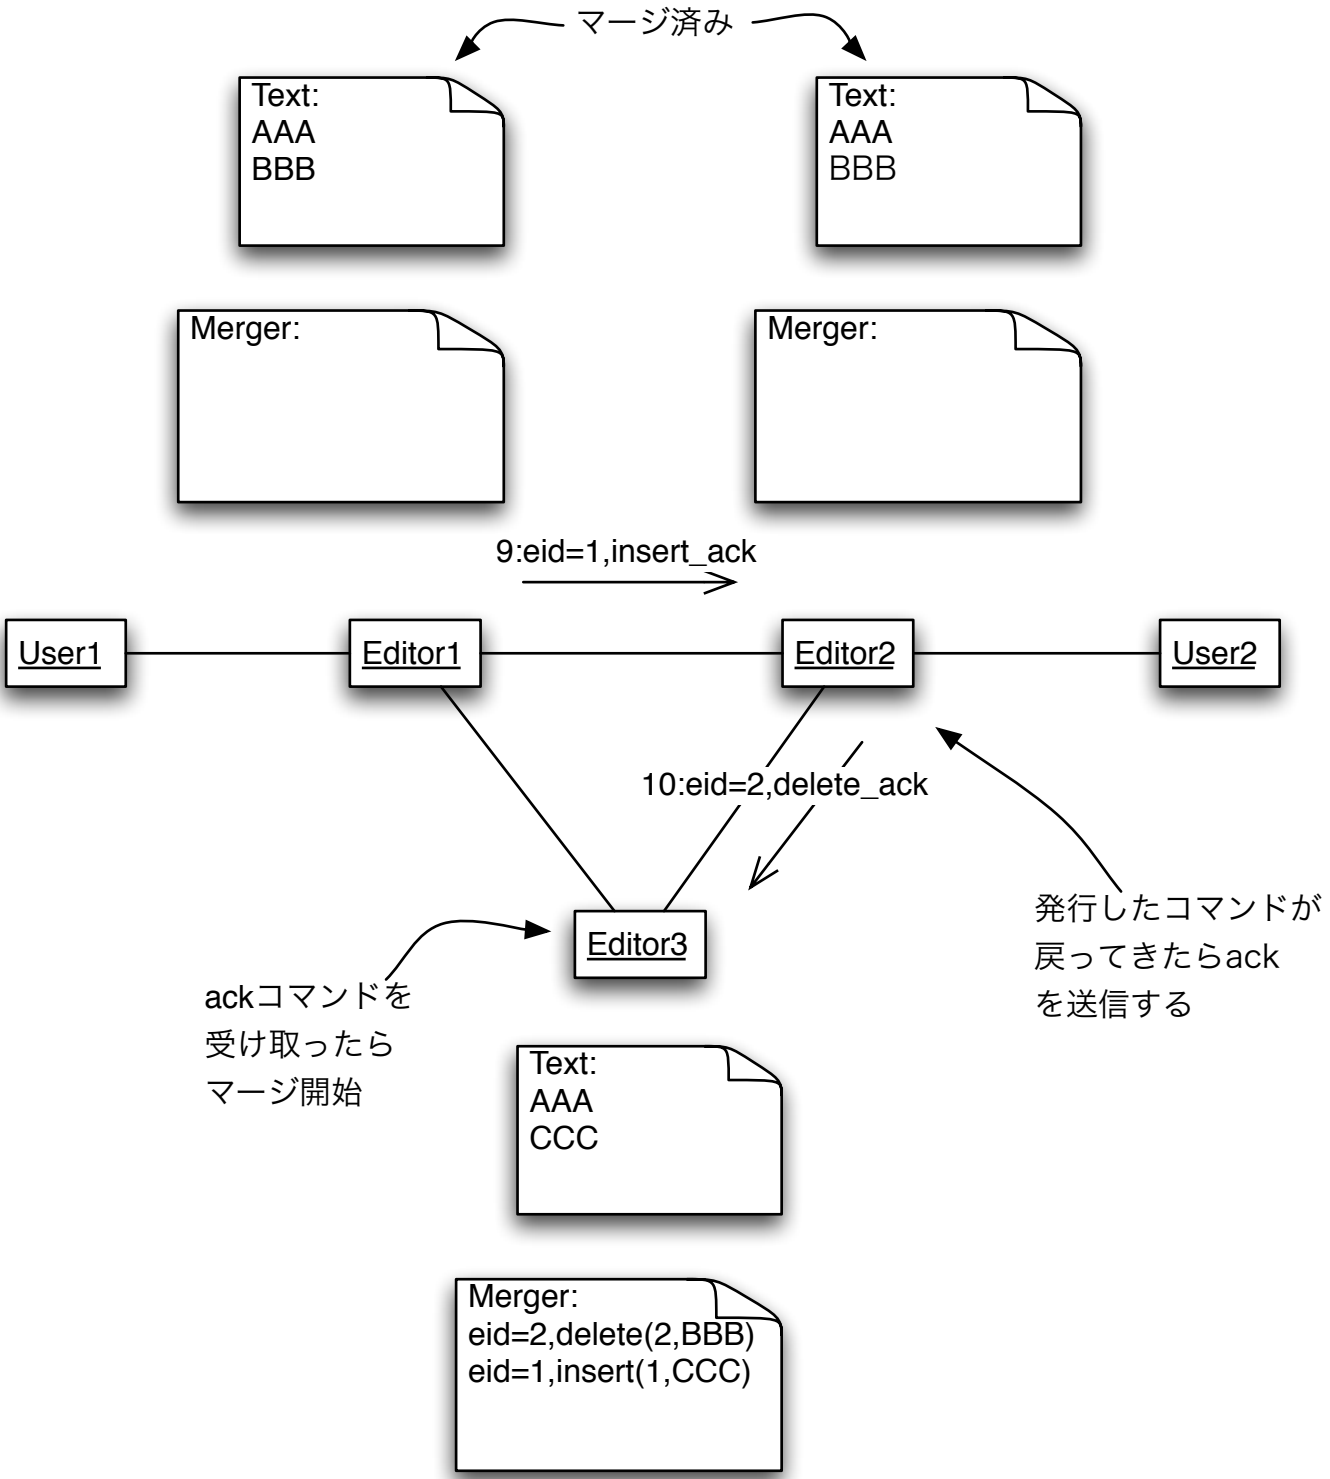 マージ済み
Text:
AAA
BBB
Text:
AAA
BBB
Merger:
Merger:
9:eid=1,insert_ack
User1
Editor1
Editor2
User2
10:eid=2,delete_ack
発行したコマンドが
戻ってきたらack
を送信する
Editor3
ackコマンドを
受け取ったら
マージ開始
Text:
AAA
CCC
Merger:
eid=2,delete(2,BBB)
eid=1,insert(1,CCC)